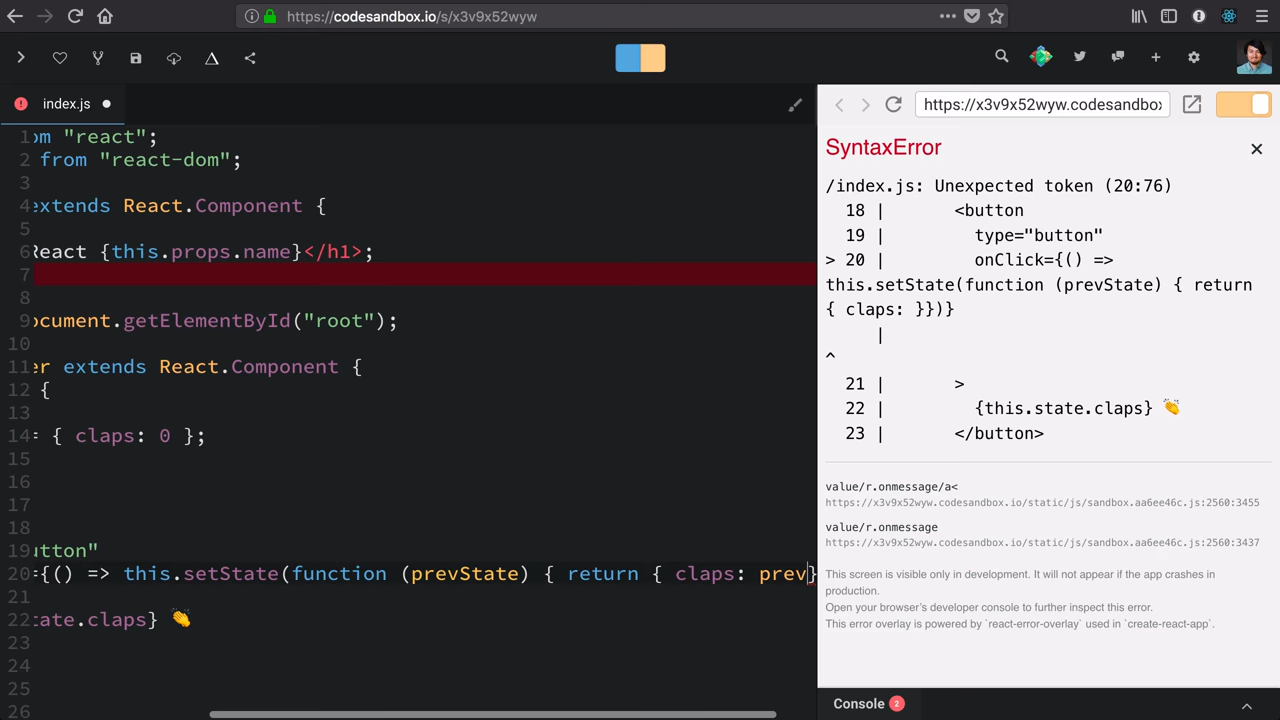 https://codesandbox.io/s/x3v9x52wyw
index.js
https://x3v9x52wyw.codesandbox
1 om "react";
2 from "react-dom";
3
4 extends React.Component {
5
6 React {this.props.name}</h1>;
7
8
9 ocument.getElementById("root");
10
11 er extends React.Component {
12 {
13
14 = { claps: 0 };
15
16
17
18
19 utton"
20 ={() => this.setState(function (prevState) { return { claps: prev}
21
22 tate.claps} 👏
23
24
25
26
SyntaxError
/index.js: Unexpected token (20:76)
18 | <button
19 | type="button"
> 20 | onClick={() =>
this.setState(function (prevState) { return
{ claps: }})}
|
^
21 | >
22 | {this.state.claps} 👏
23 | </button>
value/r.onmessage/a<
https://x3v9x52wyw.codesandbox.io/static/js/sandbox.aa6ee46c.js:2560:3455
value/r.onmessage
https://x3v9x52wyw.codesandbox.io/static/js/sandbox.aa6ee46c.js:2560:3437
This screen is visible only in development. It will not appear if the app crashes in
production.
Open your browser's developer console to further inspect this error.
This error overlay is powered by `react-error-overlay` used in `create-react-app`.
Console 2